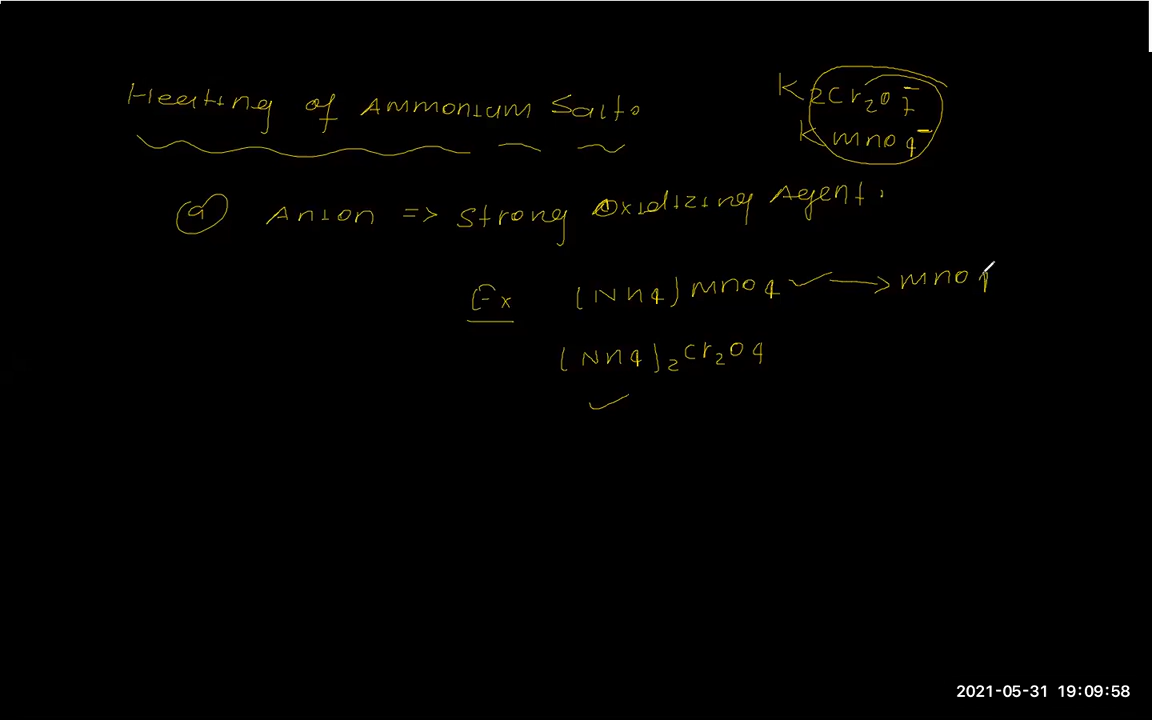 Heating of Ammonium Salts
K2Cr2O7-
KMnO4-
(a) Anion => Strong Oxidizing Agent.
Ex (NH4)MnO4 ✓ → MnO4
(NH4)2Cr2O4
✓
2021-05-31 19:09:58